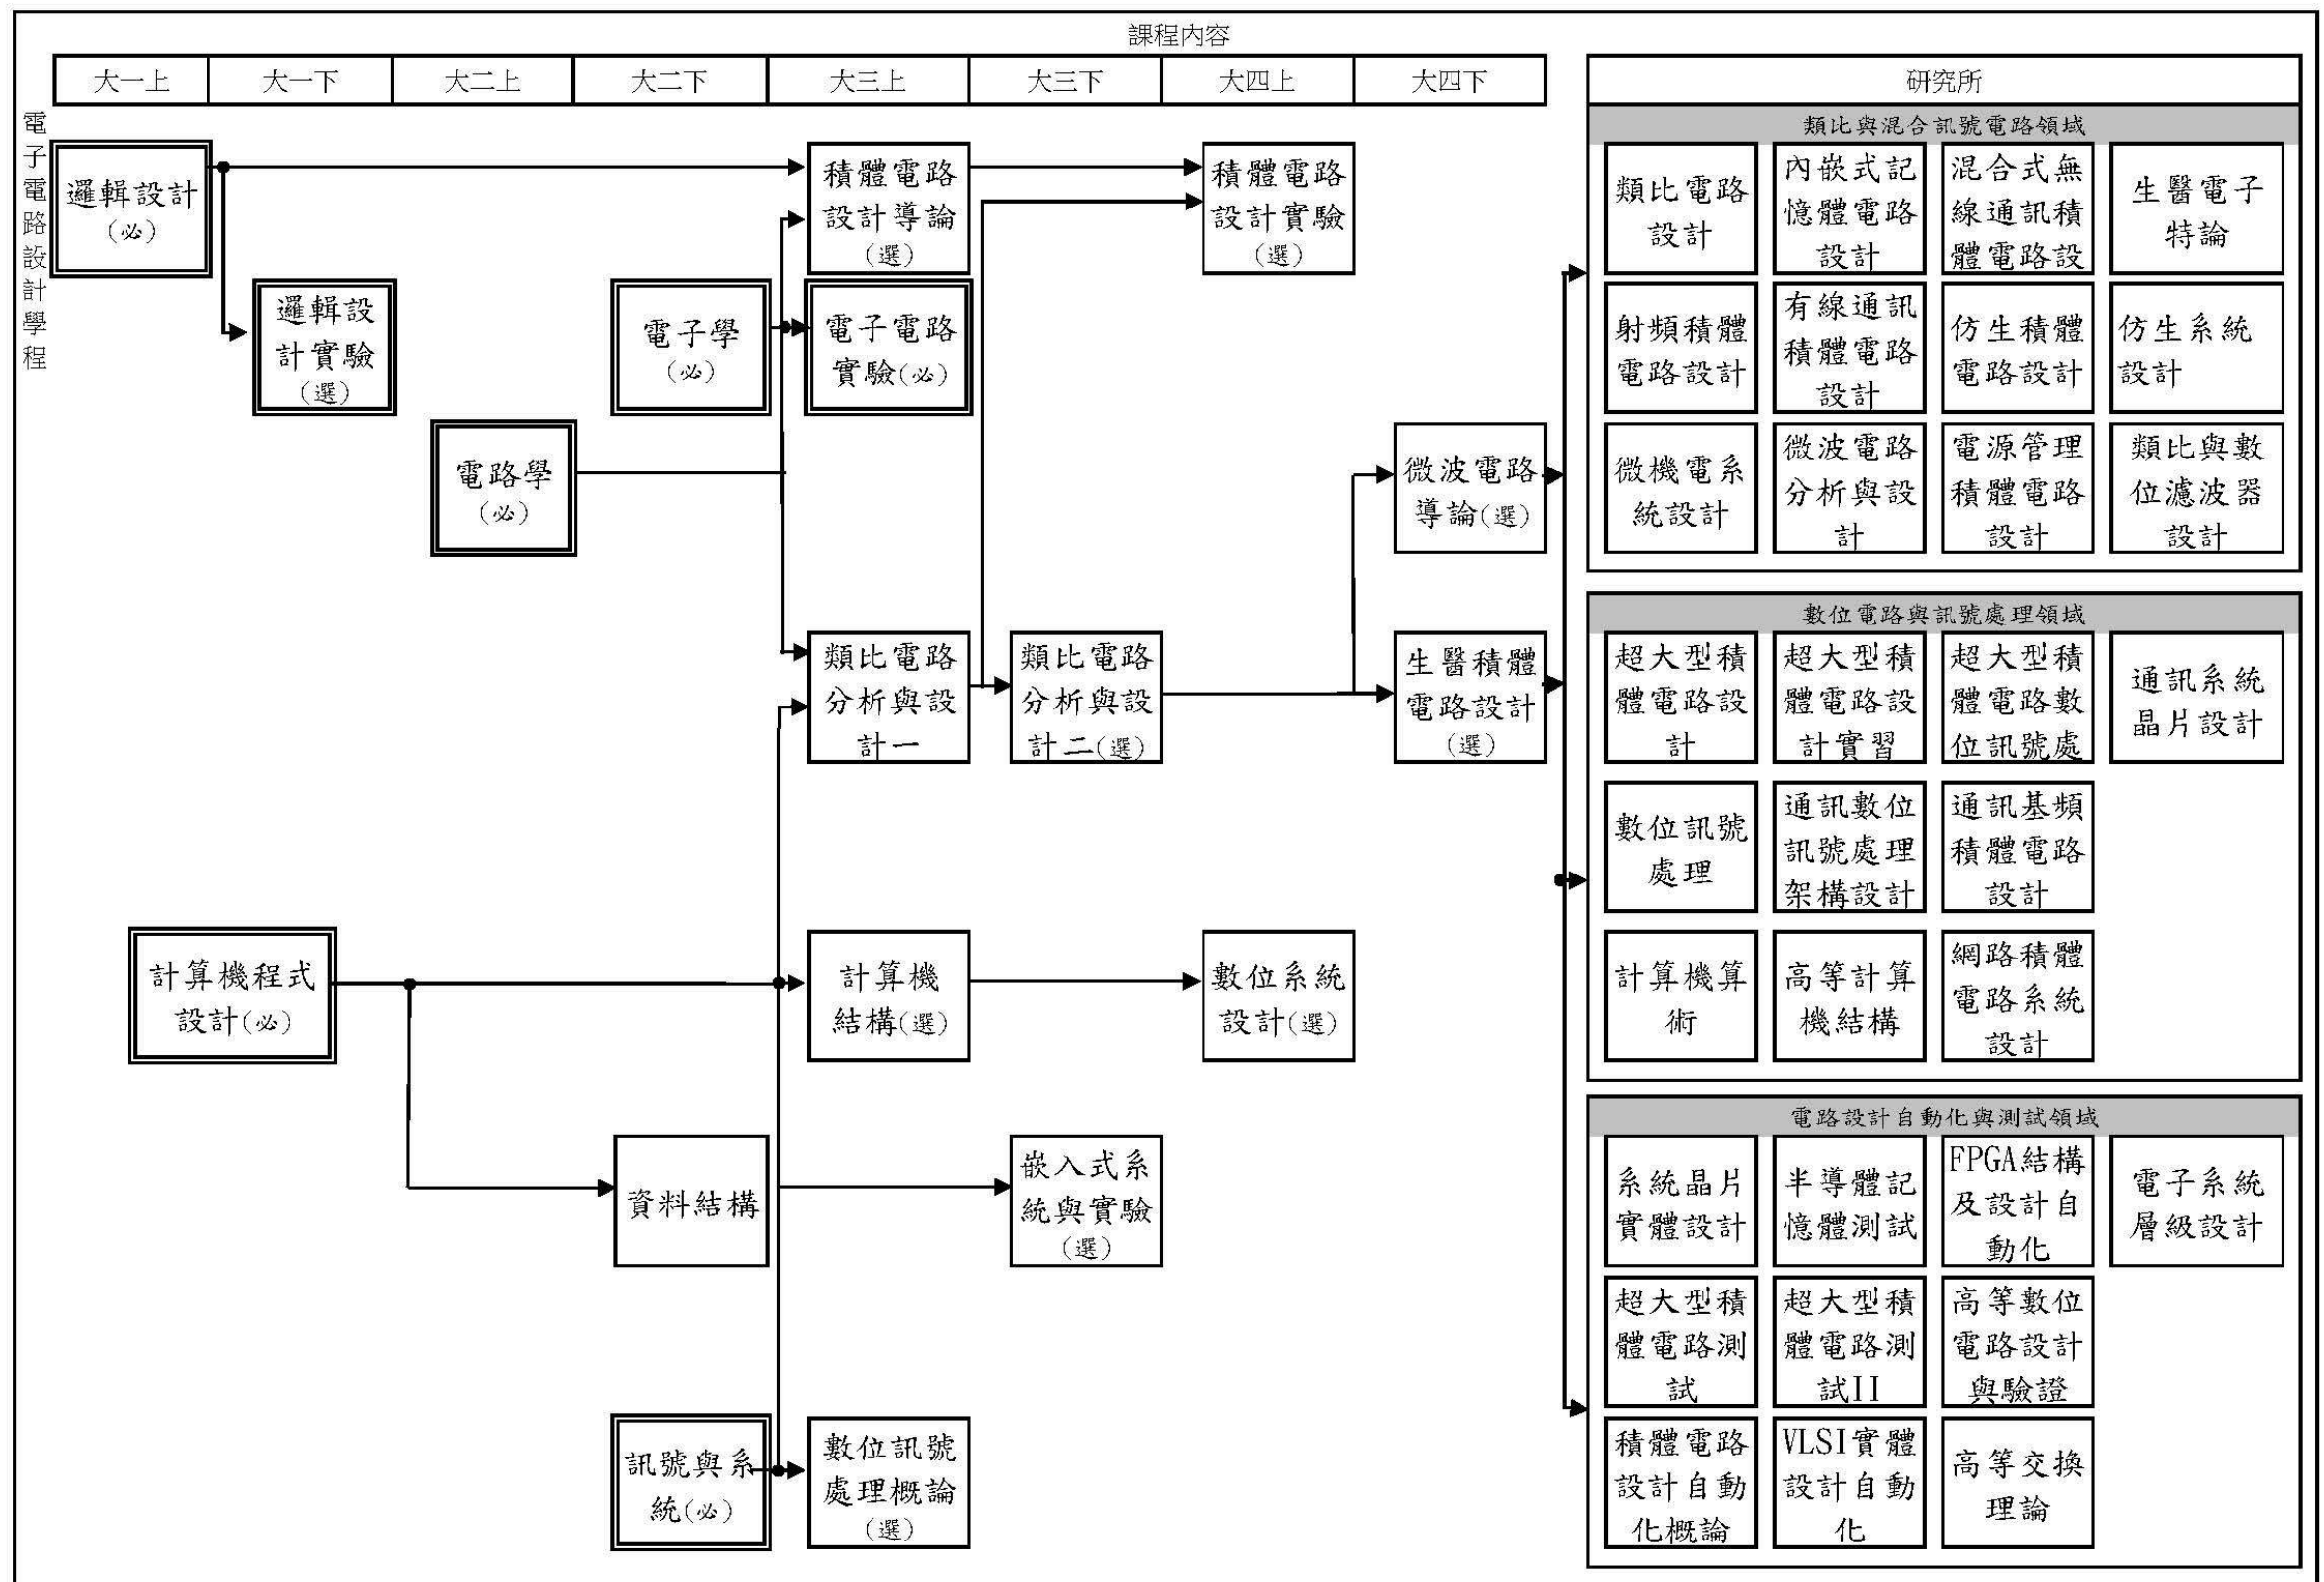 課程內容
大一上
大一下
大二上
大二下
大三上
大三下
大四上
大四下
研究所
電子電路設計學程
邏輯設計
(必)
邏輯設
計實驗
(選)
電路學
(必)
電子學
(必)
積體電路
設計導論
(選)
電子電路
實驗(必)
積體電路
設計實驗
(選)
微波電路
導論(選)
類比電路
分析與設
計一
類比電路
分析與設
計二(選)
生醫積體
電路設計
(選)
計算機程式
設計(必)
計算機
結構(選)
數位系統
設計(選)
資料結構
嵌入式系
統與實驗
(選)
訊號與系
統(必)
數位訊號
處理概論
(選)
類比與混合訊號電路領域
類比電路
設計
內嵌式記
憶體電路
設計
混合式無
線通訊積
體電路設
生醫電子
特論
射頻積體
電路設計
有線通訊
積體電路
設計
仿生積體
電路設計
仿生系統
設計
微機電系
統設計
微波電路
分析與設
計
電源管理
積體電路
設計
類比與數
位濾波器
設計
數位電路與訊號處理領域
超大型積
體電路設
計
超大型積
體電路設
計實習
超大型積
體電路數
位訊號處
通訊系統
晶片設計
數位訊號
處理
通訊數位
訊號處理
架構設計
通訊基頻
積體電路
設計
計算機算
術
高等計算
機結構
網路積體
電路系統
設計
電路設計自動化與測試領域
系統晶片
實體設計
半導體記
憶體測試
FPGA結構
及設計自
動化
電子系統
層級設計
超大型積
體電路測
試
超大型積
體電路測
試II
高等數位
電路設計
與驗證
積體電路
設計自動
化概論
VLSI實體
設計自動
化
高等交換
理論